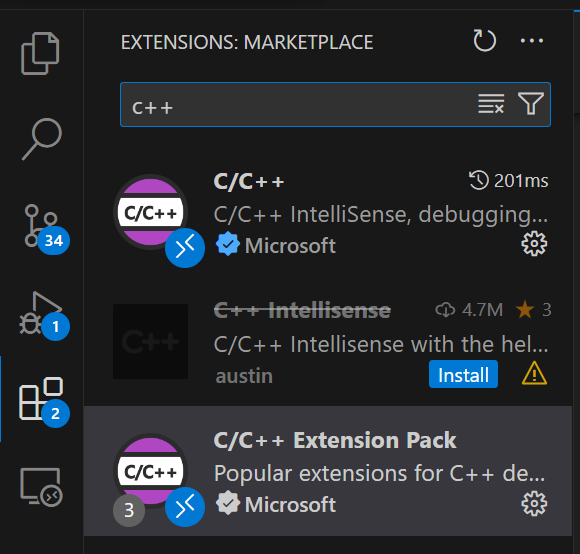 EXTENSIONS: MARKETPLACE
c++
C/C++
C/C++
201ms
C/C++ IntelliSense, debugging...
Microsoft
34
C++
C++ Intellisense
4.7M
3
C/C++ Intellisense with the hel...
austin
Install
1
2
C/C++
C/C++ Extension Pack
Popular extensions for C++ de...
3
Microsoft